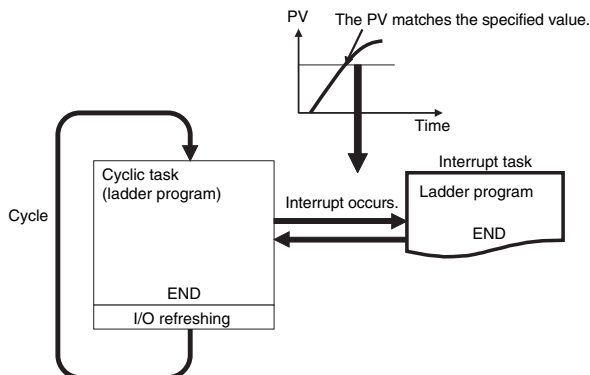 PV
The PV matches the specified value.
Time
Interrupt task
Cyclic task
(ladder program)
Ladder program
Interrupt occurs.
Cycle
END
END
I/O refreshing